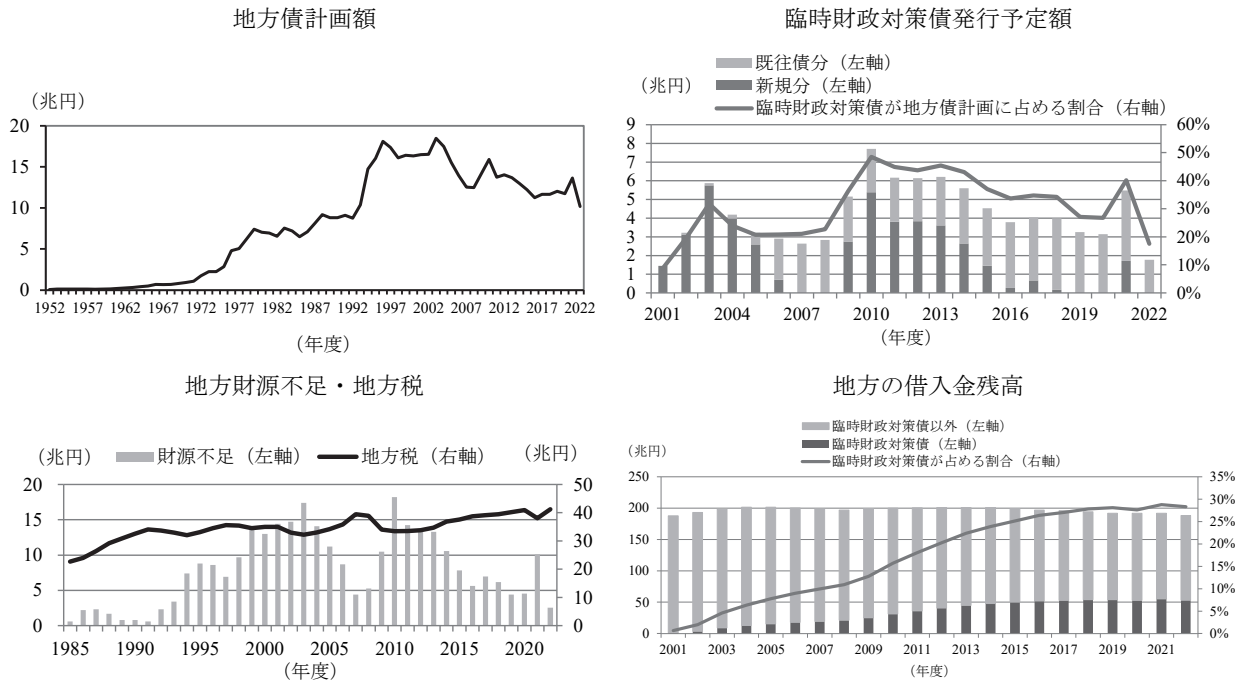 地方債計画額
（兆円）
20
15
10
5
0
1952 1957 1962 1967 1972 1977 1982 1987 1992 1997 2002 2007 2012 2017 2022
（年度）
臨時財政対策債発行予定額
既往債分（左軸）
（兆円） 新規分（左軸）
臨時財政対策債が地方債計画に占める割合（右軸）
9 60%
8 50%
7
6 40%
5 30%
4
3 20%
2 10%
1
0 0%
2001 2004 2007 2010 2013 2016 2019 2022
（年度）
地方財源不足・地方税
（兆円） 財源不足（左軸） 地方税（右軸） （兆円）
20 50
15 40
30
10
20
5 10
0 0
1985 1990 1995 2000 2005 2010 2015 2020
（年度）
地方の借入金残高
臨時財政対策債以外（左軸）
（兆円） 臨時財政対策債（左軸）
臨時財政対策債が占める割合（右軸）
250 35%
200 30%
25%
150 20%
100 15%
10%
50 5%
0 0%
2001 2003 2005 2007 2009 2011 2013 2015 2017 2019 2021
（年度）